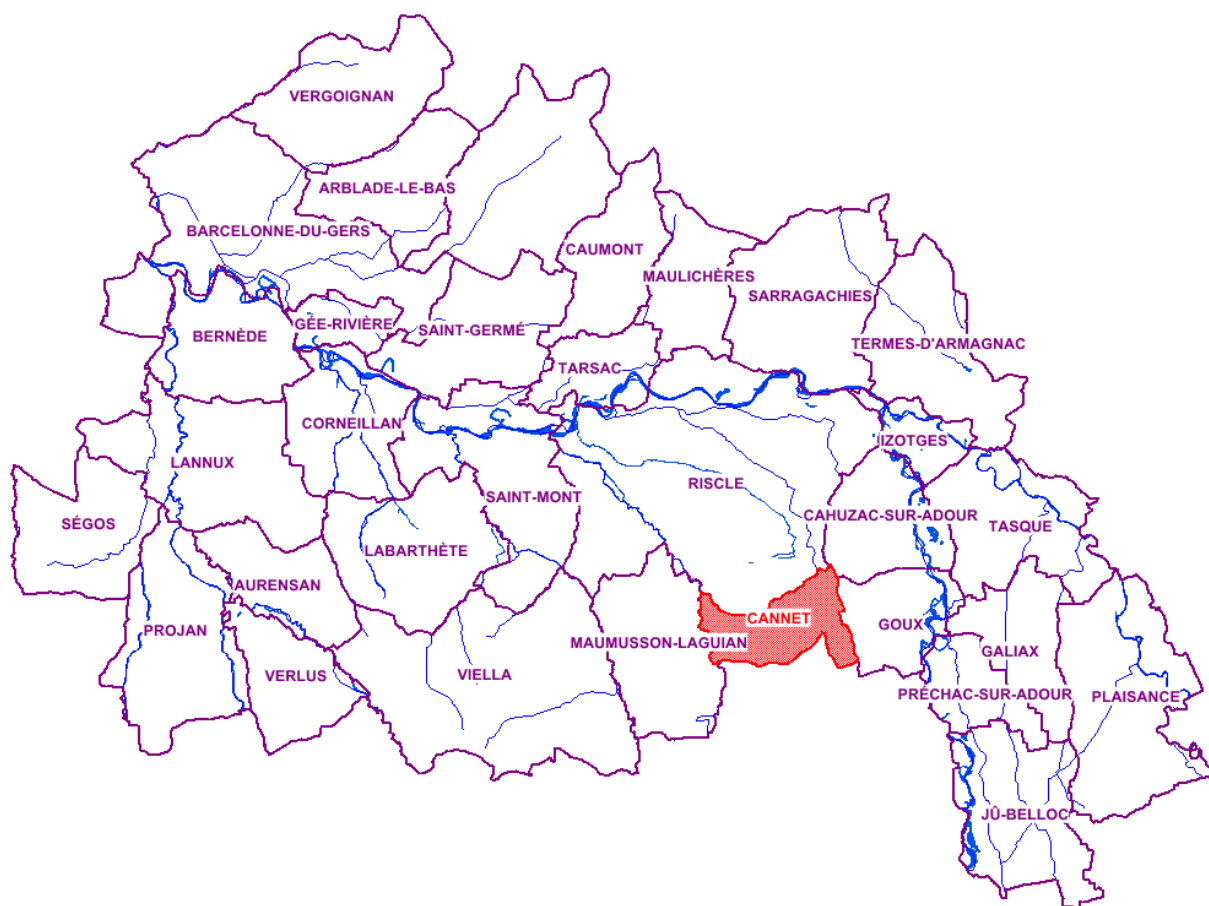 VERGOIGNAN
ARBLADE-LE-BAS
BARCELONNE-DU-GERS
CAUMONT
MAULICHÈRES
SARRAGACHIES
GÉE-RIVIÈRE
SAINT-GERMÉ
BERNÈDE
TERMES-D'ARMAGNAC
TARSAC
CORNEILLAN
IZOTGES
LANNUX
RISCLE
SAINT-MONT
CAHUZAC-SUR-ADOUR
SÉGOS
TASQUE
LABARTHÈTE
AURENSAN
CANNET
PROJAN
GOUX
MAUMUSSON-LAGUIAN
GALIAX
VERLUS
VIELLA
PRÉCHAC-SUR-ADOUR
PLAISANCE
JÛ-BELLOC